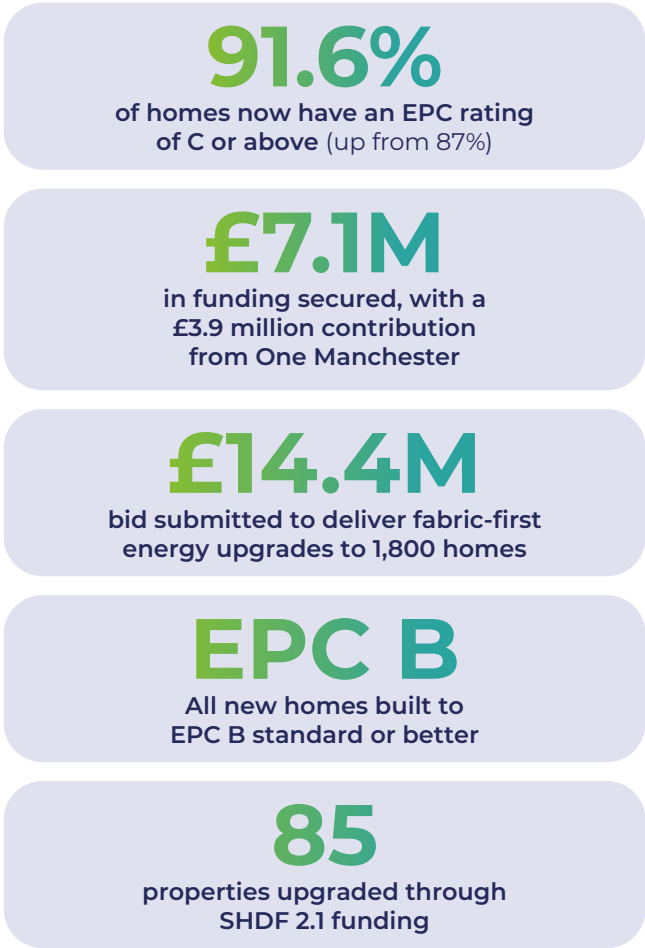 91.6%
of homes now have an EPC rating
of C or above (up from 87%)
£7.1M
in funding secured, with a
£3.9 million contribution
from One Manchester
£14.4M
bid submitted to deliver fabric-first
energy upgrades to 1,800 homes
EPC B
All new homes built to
EPC B standard or better
85
properties upgraded through
SHDF 2.1 funding